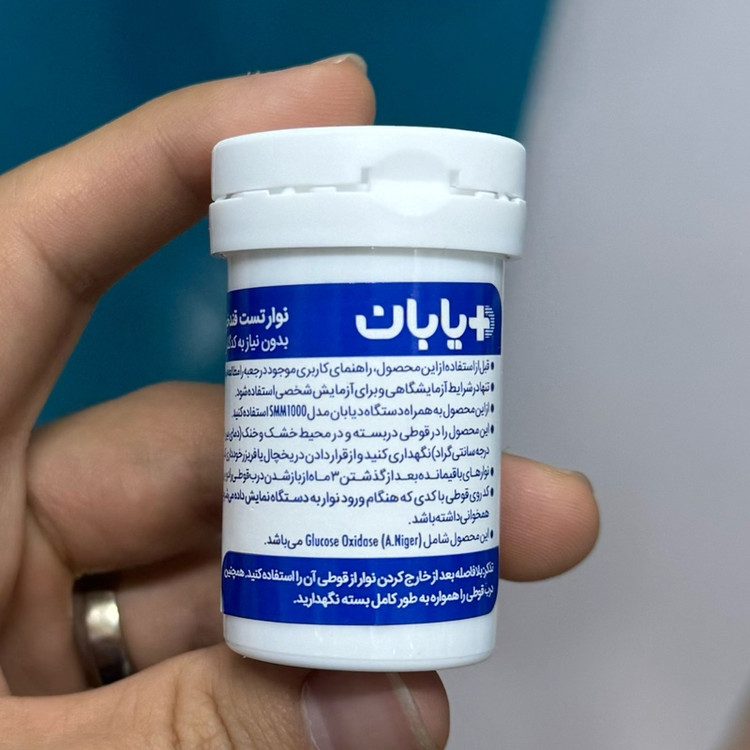 دیابان
نوار تست قند
بدون نیاز به کد
• قبل از استفاده از این محصول، راهنمای کاربری موجود در جعبه را مطالعه
• تنها در شرایط آزمایشگاهی و برای آزمایش شخصی استفاده شود.
• از این محصول به همراه دستگاه دیابان مدل SMM1000 استفاده کنید.
• این محصول را در قوطی دربسته و در محیط خشک و خنک (دمای
درجه سانتی‌گراد) نگهداری کنید و از قرار دادن در یخچال یا فریزر خودداری
• نوارهای باقیمانده بعد از گذشتن ۳ ماه از باز شدن درب قوطی را
• کد روی قوطی با کدی که هنگام ورود نوار به دستگاه نمایش داده می‌شود
همخوانی داشته باشد.
• این محصول شامل Glucose Oxidase (A.Niger) می‌باشد.
تذکر: بلافاصله بعد از خارج کردن نوار از قوطی آن را استفاده کنید. همچنین
درب قوطی را همواره به طور کامل بسته نگهدارید.